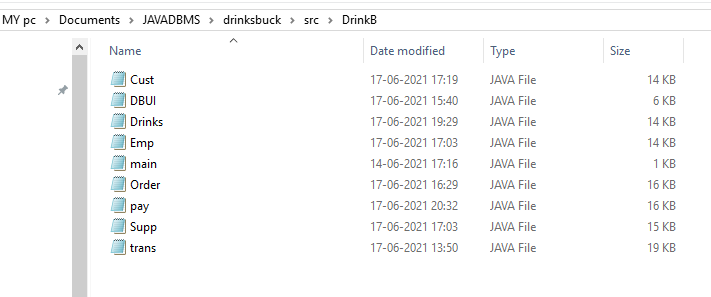 MY pc > Documents > JAVADBMS > drinksbuck > src > DrinkB
Name Date modified Type Size
Cust 17-06-2021 17:19 JAVA File 14 KB
DBUI 17-06-2021 15:40 JAVA File 6 KB
Drinks 17-06-2021 19:29 JAVA File 14 KB
Emp 17-06-2021 17:03 JAVA File 14 KB
main 14-06-2021 17:16 JAVA File 1 KB
Order 17-06-2021 16:29 JAVA File 16 KB
pay 17-06-2021 20:32 JAVA File 16 KB
Supp 17-06-2021 17:03 JAVA File 15 KB
trans 17-06-2021 13:50 JAVA File 19 KB